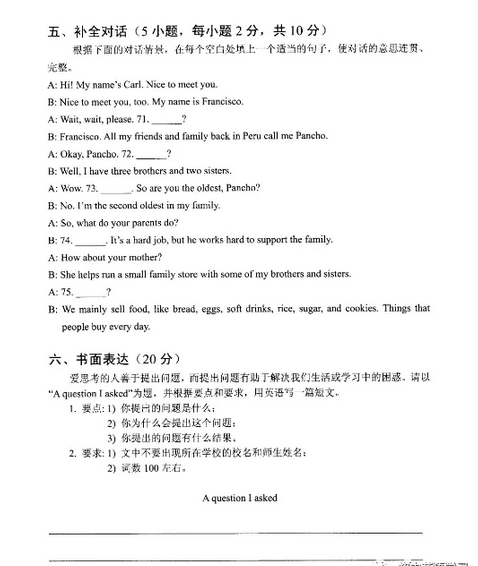 五、补全对话（5 小题，每小题 2 分，共 10 分）
根据下面的对话情景，在每个空白处填上一个适当的句子，使对话的意思连贯、
完整。
A: Hi! My name's Carl. Nice to meet you.
B: Nice to meet you, too. My name is Francisco.
A: Wait, wait, please. 71. ______?
B: Francisco. All my friends and family back in Peru call me Pancho.
A: Okay, Pancho. 72. ______?
B: Well, I have three brothers and two sisters.
A: Wow. 73. ______. So are you the oldest, Pancho?
B: No. I'm the second oldest in my family.
A: So, what do your parents do?
B: 74. ______. It's a hard job, but he works hard to support the family.
A: How about your mother?
B: She helps run a small family store with some of my brothers and sisters.
A: 75. ______?
B: We mainly sell food, like bread, eggs, soft drinks, rice, sugar, and cookies. Things that
people buy every day.
六、书面表达（20 分）
爱思考的人善于提出问题，而提出问题有助于解决我们生活或学习中的困惑。请以
“A question I asked”为题，并根据要点和要求，用英语写一篇短文。
1. 要点: 1) 你提出的问题是什么；
2) 你为什么会提出这个问题；
3) 你提出的问题有什么结果。
2. 要求: 1) 文中不要出现所在学校的校名和师生姓名；
2) 词数 100 左右。
A question I asked